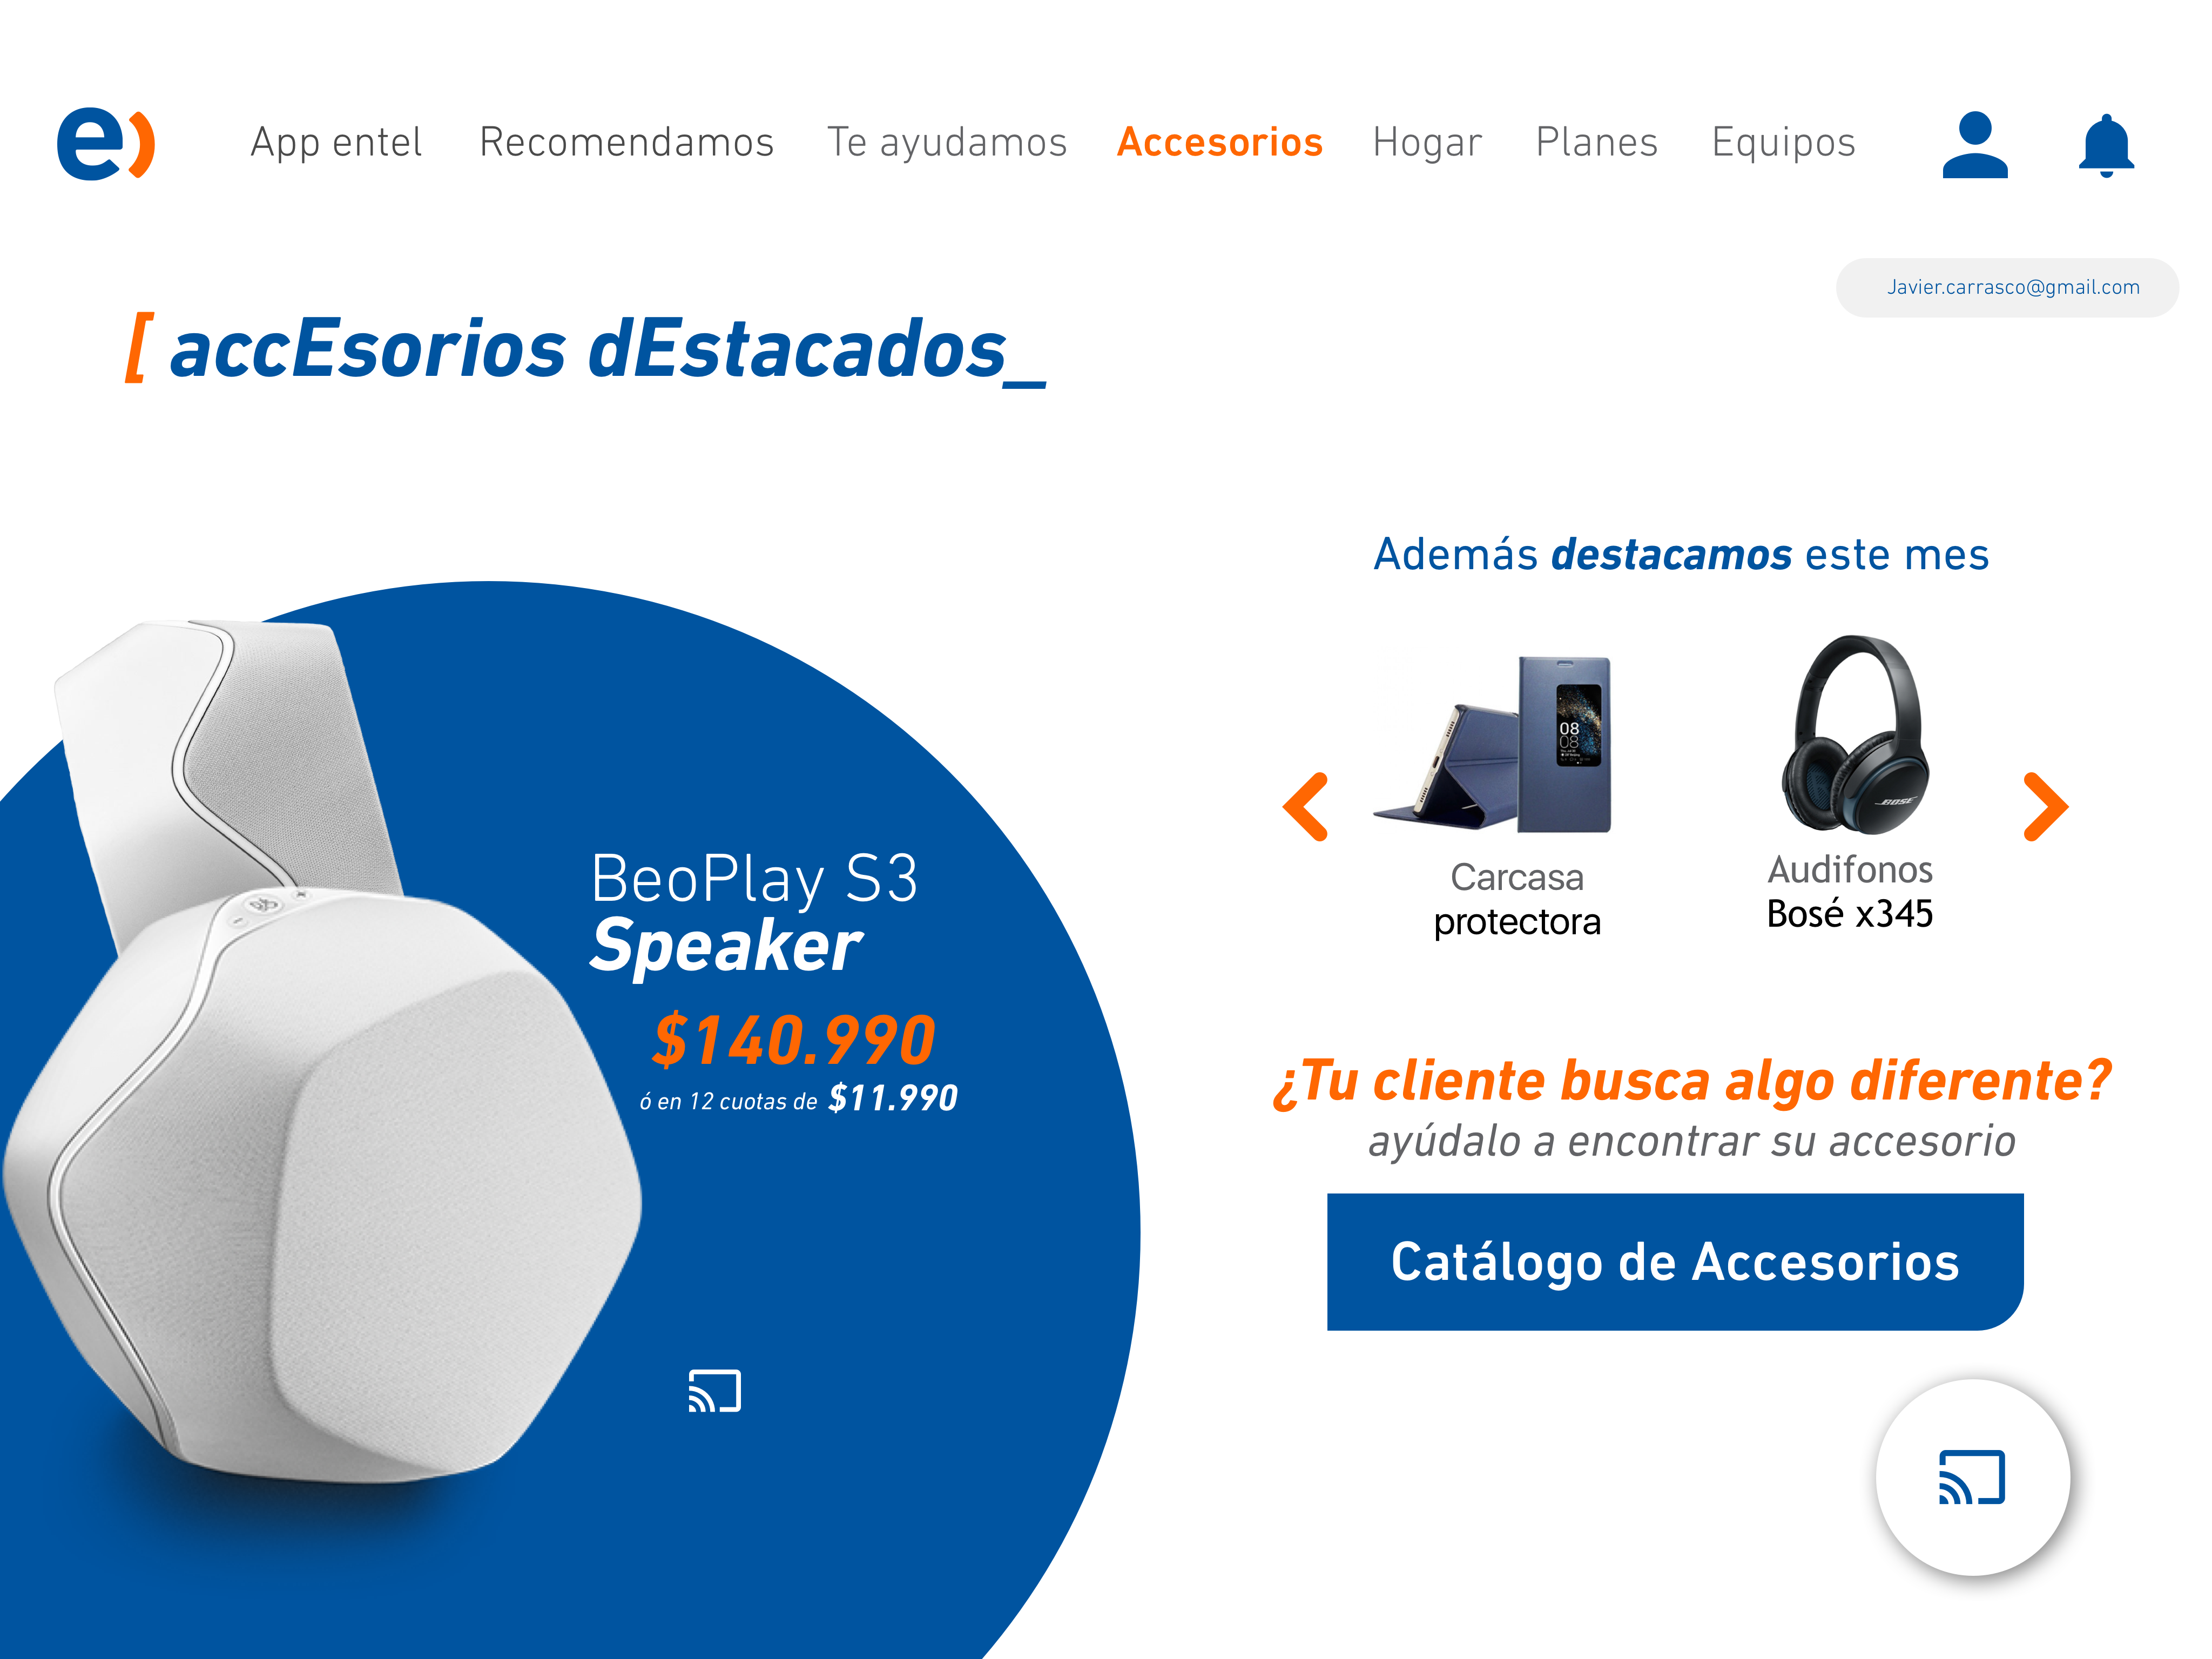 e)
App entel Recomendamos Te ayudamos Accesorios Hogar Planes Equipos
Javier.carrasco@gmail.com
[ accEsorios dEstacados_
BeoPlay S3
Speaker
$140.990
ó en 12 cuotas de $11.990
Además destacamos este mes
08
08
BOSE
Carcasa
protectora
Audifonos
Bosé x345
¿Tu cliente busca algo diferente?
ayúdalo a encontrar su accesorio
Catálogo de Accesorios